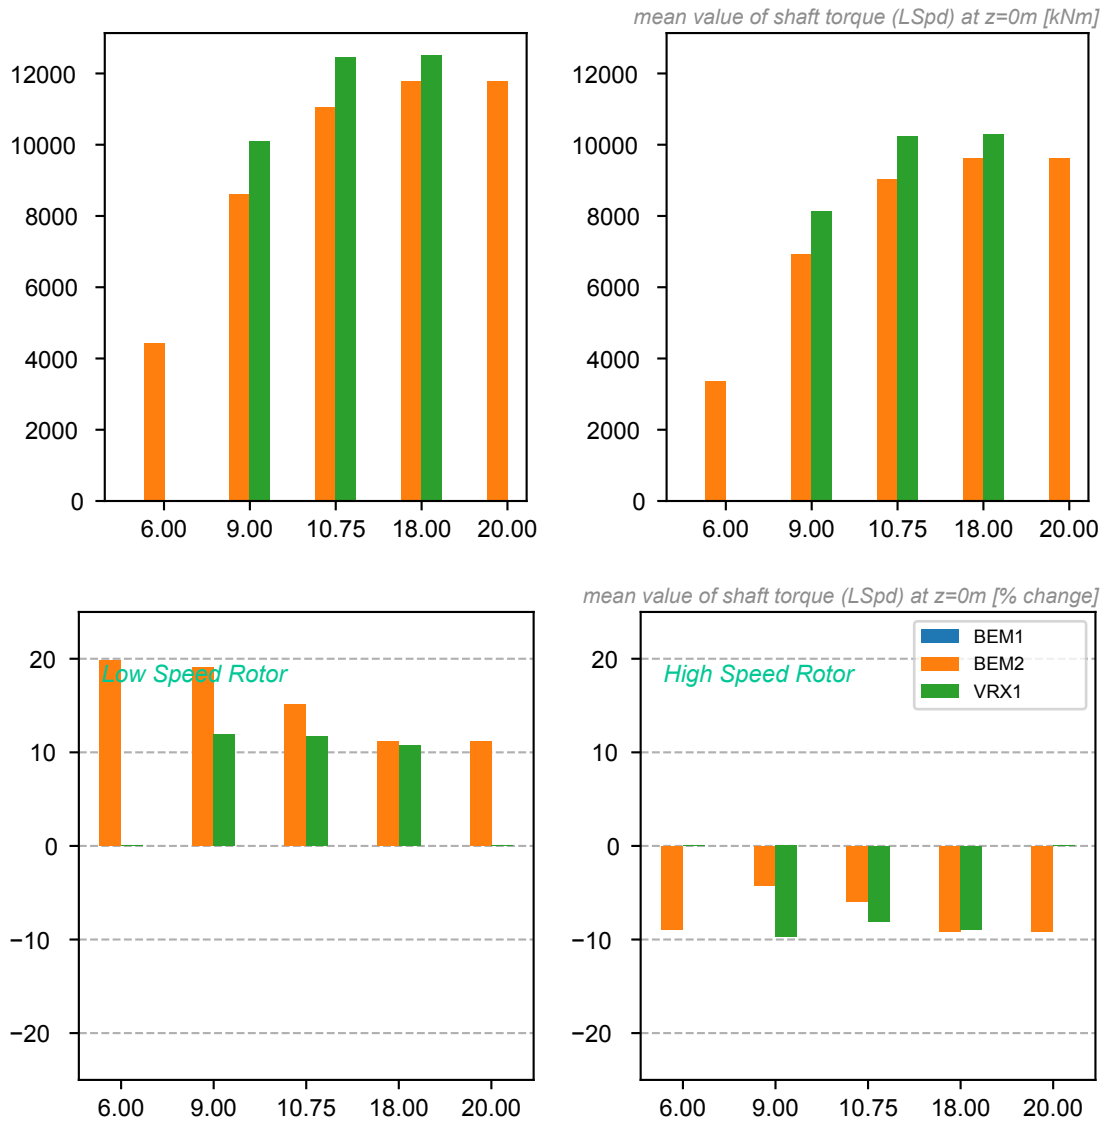 mean value of shaft torque (LSpd) at z=0m [kNm]
12000
10000
8000
6000
4000
2000
0
6.00 9.00 10.75 18.00 20.00
12000
10000
8000
6000
4000
2000
0
6.00 9.00 10.75 18.00 20.00
mean value of shaft torque (LSpd) at z=0m [% change]
20
10
0
−10
−20
Low Speed Rotor
6.00 9.00 10.75 18.00 20.00
20
10
0
−10
−20
High Speed Rotor
BEM1
BEM2
VRX1
6.00 9.00 10.75 18.00 20.00